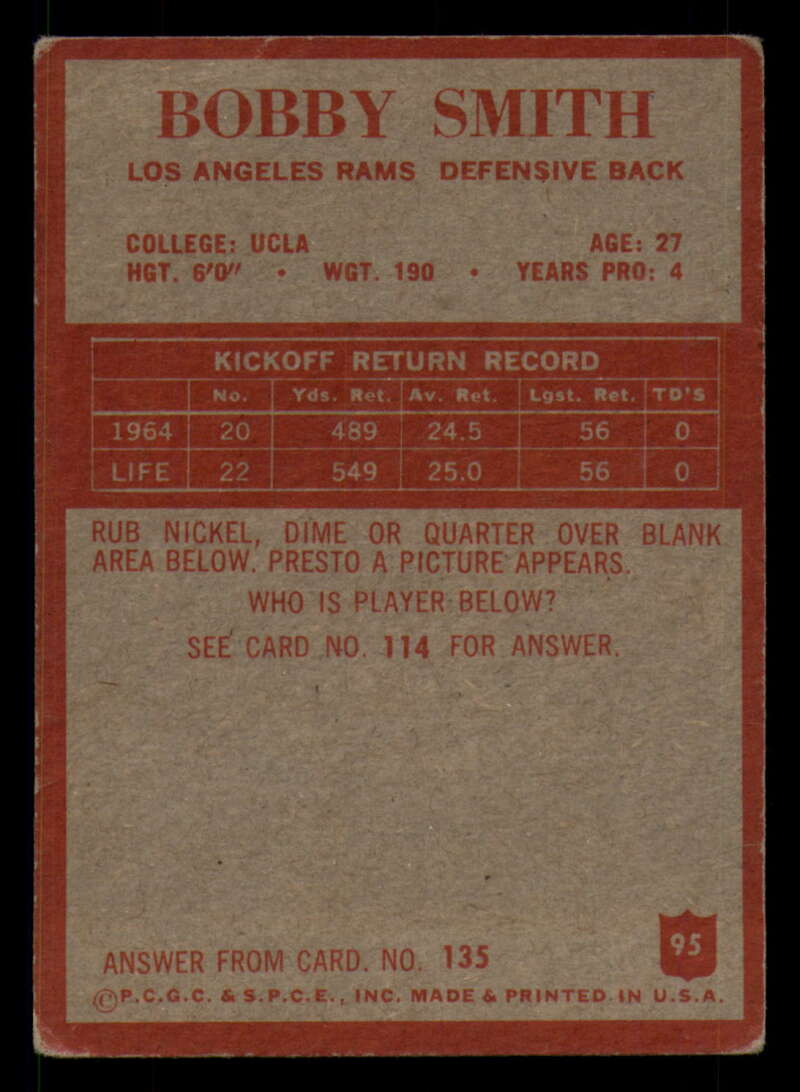 BOBBY SMITH
LOS ANGELES RAMS DEFENSIVE BACK
COLLEGE: UCLA AGE: 27
HGT. 6'0" • WGT. 190 • YEARS PRO: 4
KICKOFF RETURN RECORD
No. Yds. Ret. Av. Ret. Lgst. Ret. TD'S
1964 20 489 24.5 56 0
LIFE 22 549 25.0 56 0
RUB NICKEL, DIME OR QUARTER OVER BLANK
AREA BELOW. PRESTO A PICTURE APPEARS.
WHO IS PLAYER BELOW?
SEE CARD NO. 114 FOR ANSWER.
95
ANSWER FROM CARD. NO. 135
©P.C.G.C. & S.P.C.E., INC. MADE & PRINTED IN U.S.A.